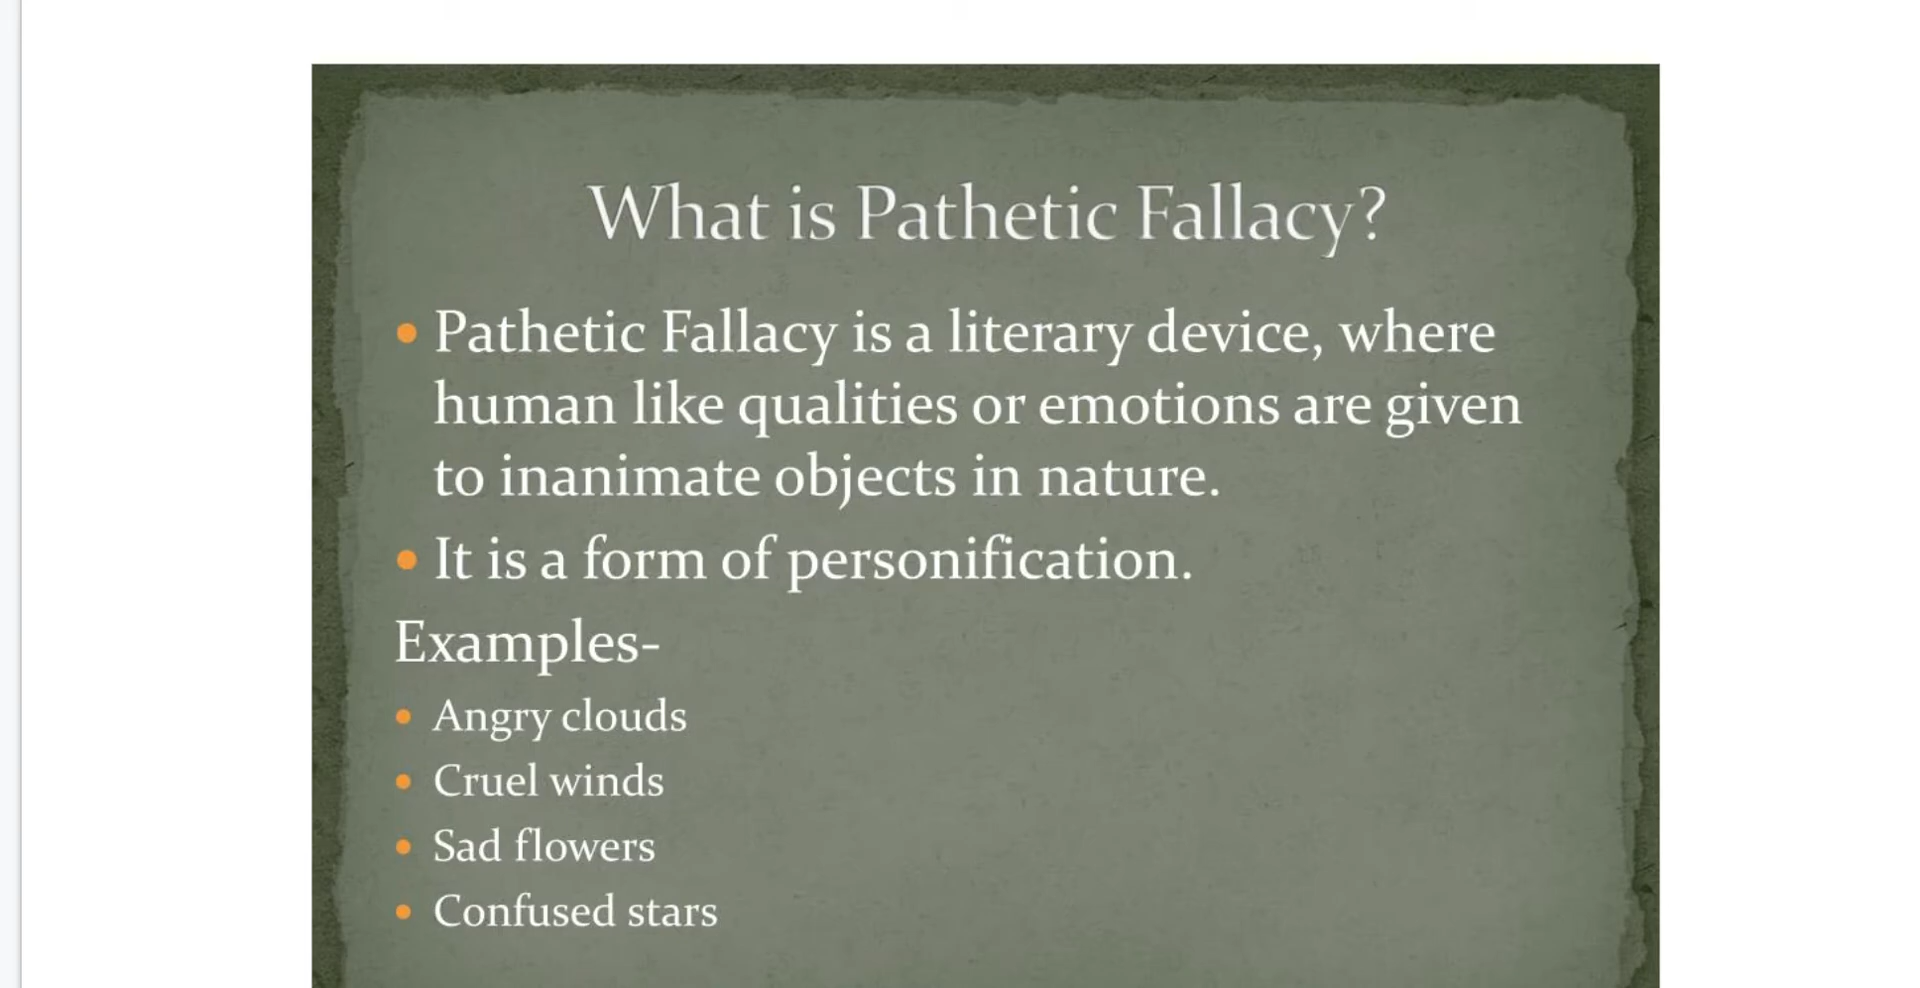 What is Pathetic Fallacy?
• Pathetic Fallacy is a literary device, where
human like qualities or emotions are given
to inanimate objects in nature.
• It is a form of personification.
Examples-
• Angry clouds
• Cruel winds
• Sad flowers
• Confused stars